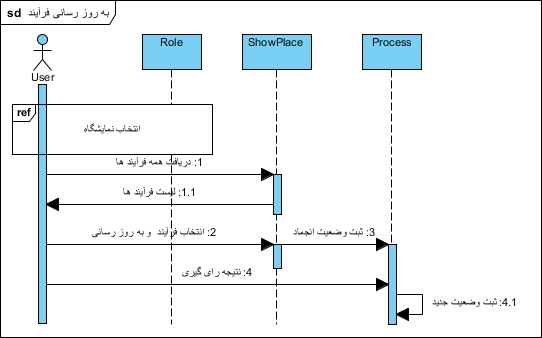 sd به روز رسانی فرآیند
Role
ShowPlace
Process
User
ref
انتخاب نمایشگاه
1: دریافت همه فرآیند ها
1.1: لیست فرآیند ها
2: انتخاب فرآیند و به روز رسانی
3: ثبت وضعیت انجماد
4: نتیجه رای گیری
4.1: ثبت وضعیت جدید